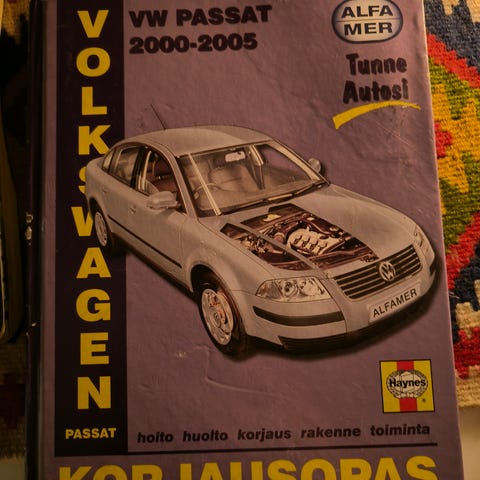 VOLKSWAGEN
PASSAT
VW PASSAT
2000-2005
ALFA
MER
Tunne
Autosi
ALFAMER
Haynes
hoito huolto korjaus rakenne toiminta
KORJAUSOPAS